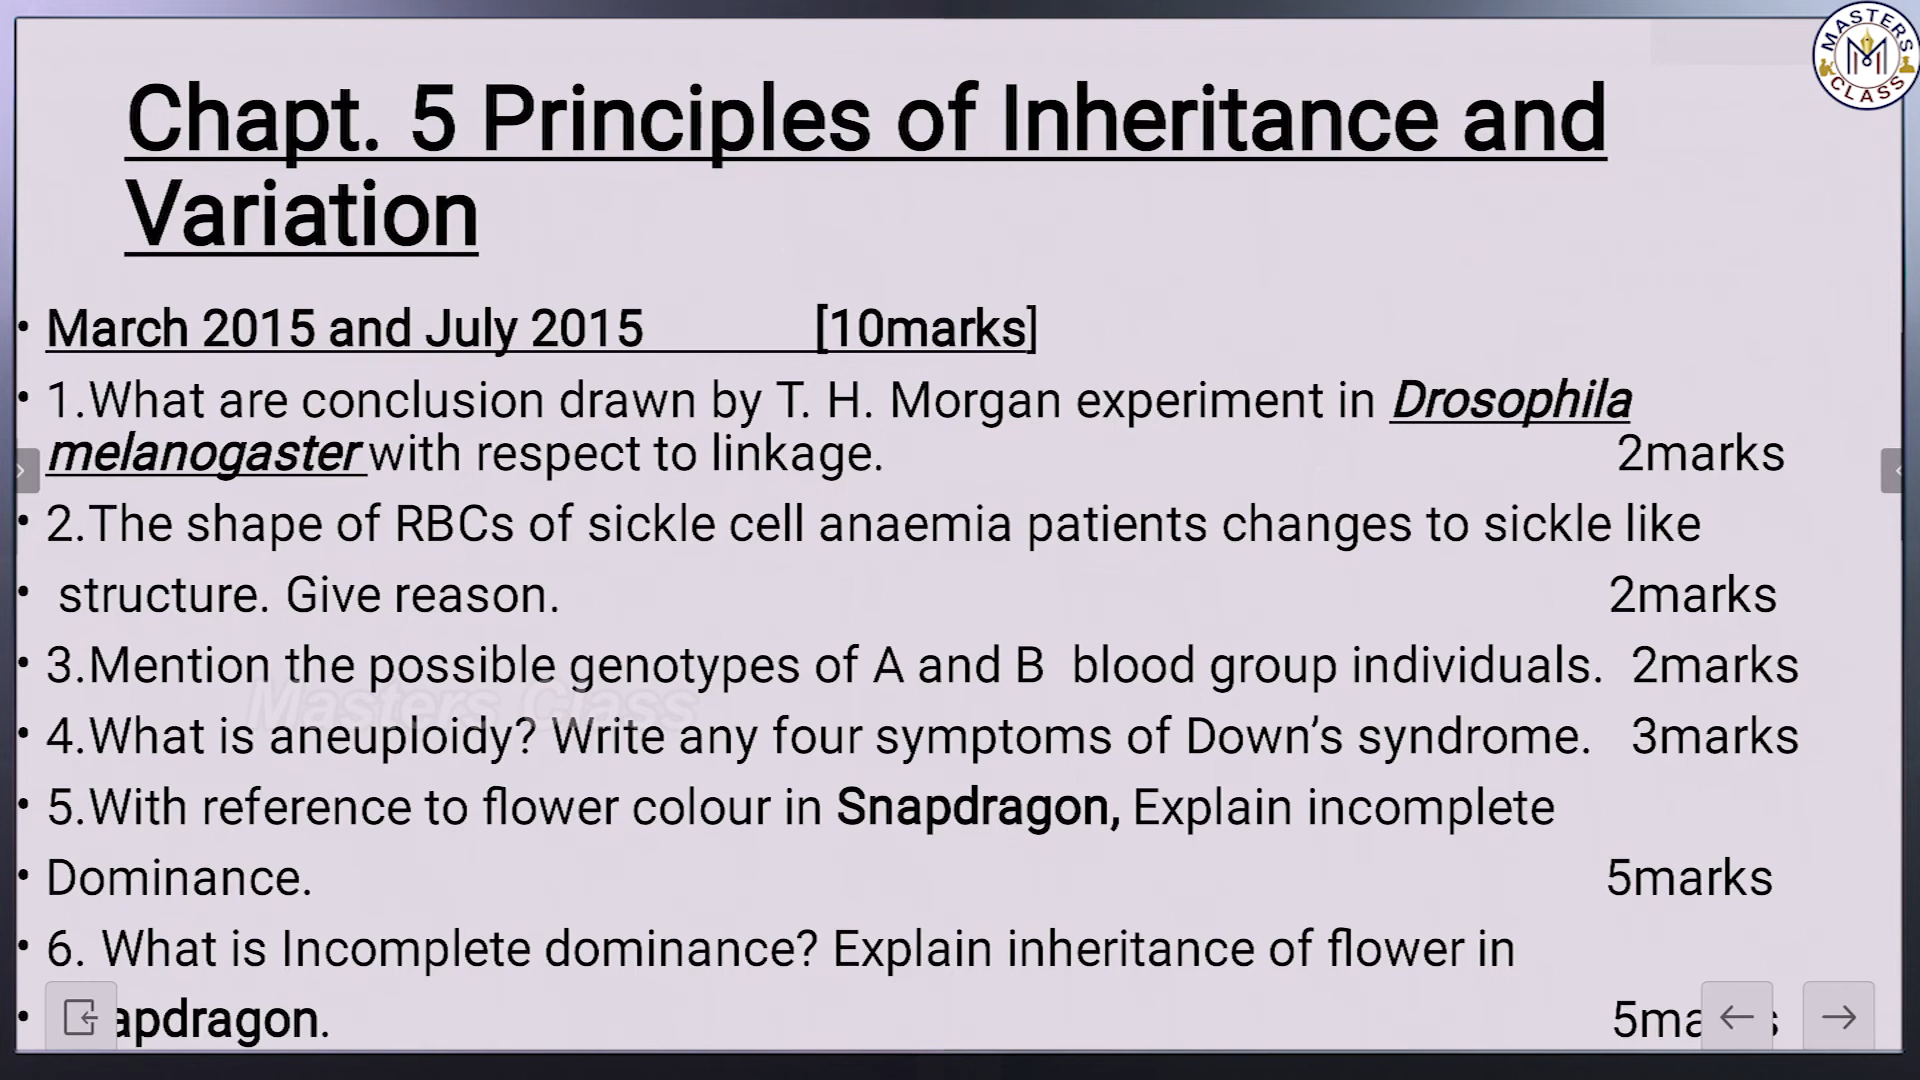 MASTERS
M
CLASS
Chapt. 5 Principles of Inheritance and
Variation
• March 2015 and July 2015 [10marks]
• 1.What are conclusion drawn by T. H. Morgan experiment in Drosophila
melanogaster with respect to linkage. 2marks
• 2.The shape of RBCs of sickle cell anaemia patients changes to sickle like
• structure. Give reason. 2marks
• 3.Mention the possible genotypes of A and B blood group individuals. 2marks
Masters Class
• 4.What is aneuploidy? Write any four symptoms of Down’s syndrome. 3marks
• 5.With reference to flower colour in Snapdragon, Explain incomplete
• Dominance. 5marks
• 6. What is Incomplete dominance? Explain inheritance of flower in
• apdragon. 5ma s